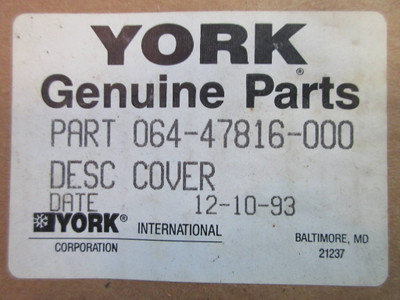 YORK®
Genuine Parts
PART 064-47816-000
DESC COVER
DATE 12-10-93
YORK® INTERNATIONAL
CORPORATION
BALTIMORE, MD
21237